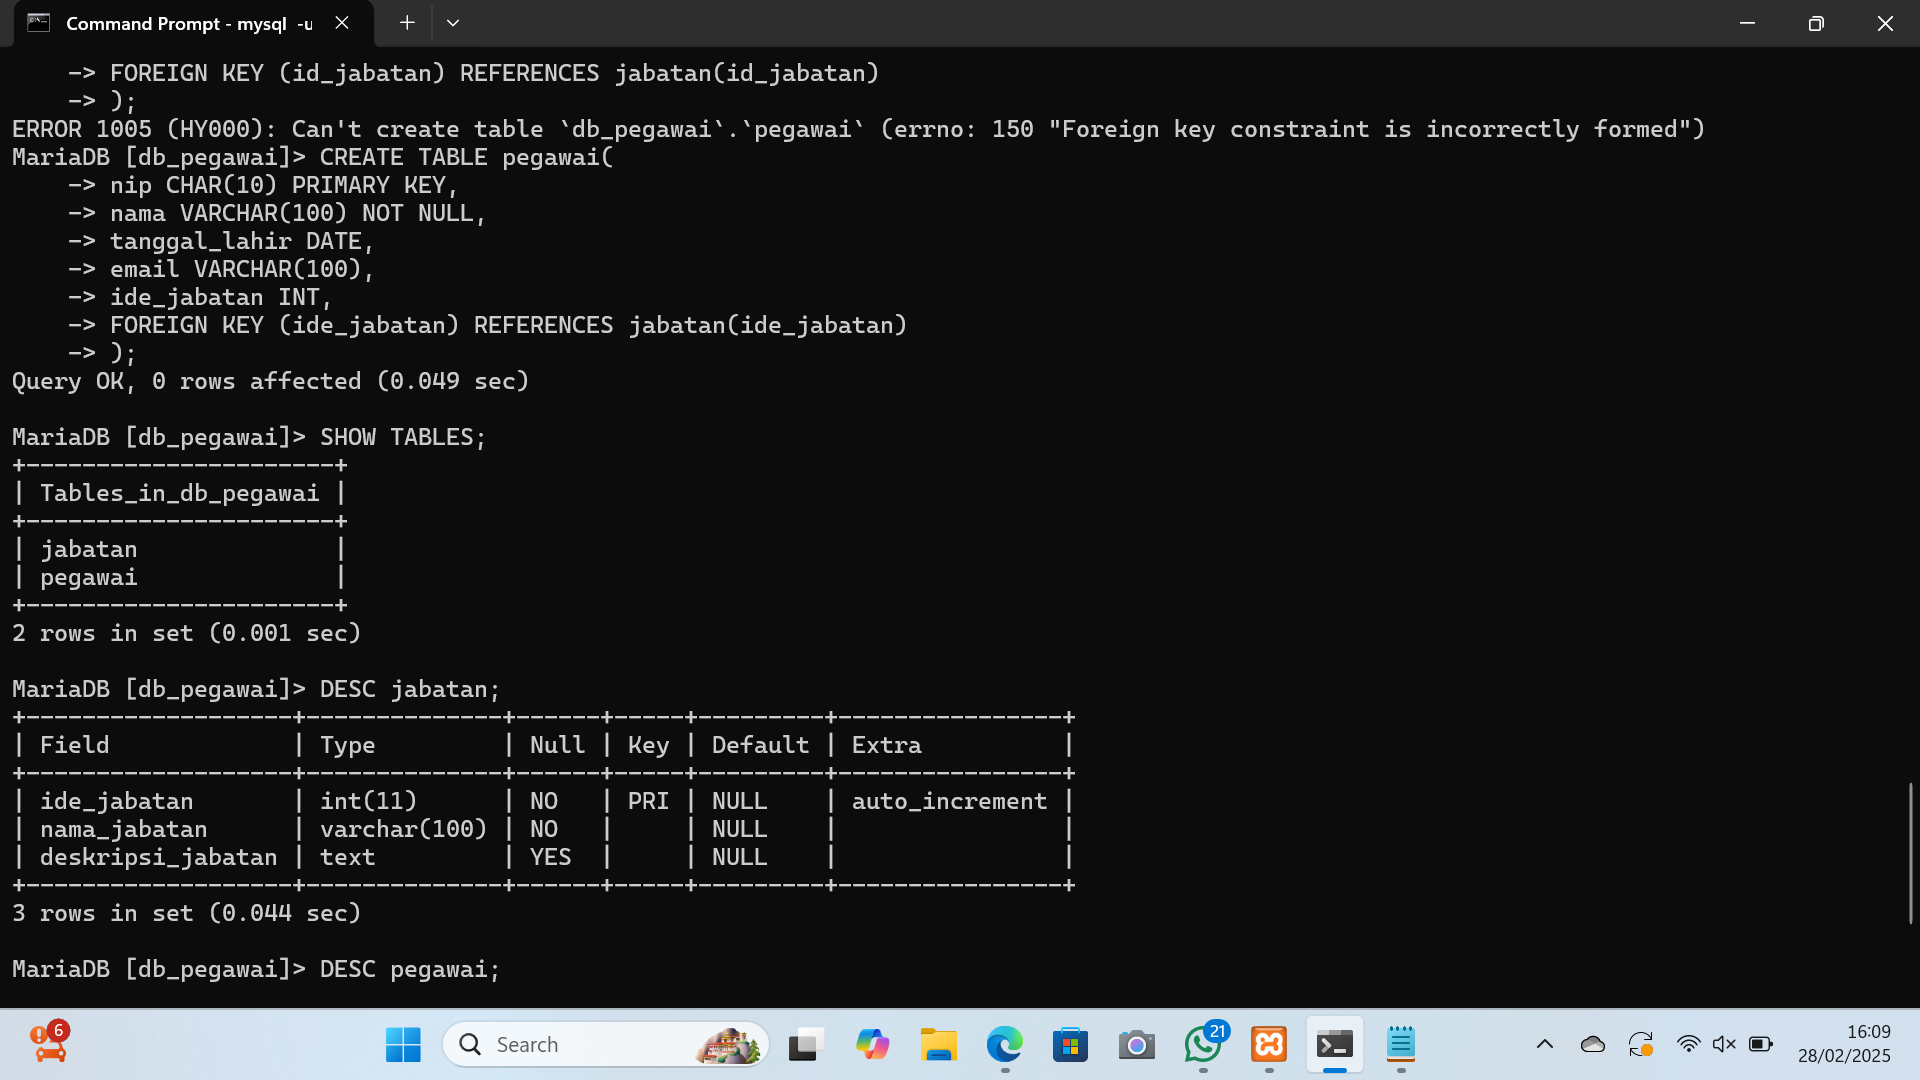 Command Prompt - mysql  -u
    -> FOREIGN KEY (id_jabatan) REFERENCES jabatan(id_jabatan)
    -> );
ERROR 1005 (HY000): Can't create table `db_pegawai`.`pegawai` (errno: 150 "Foreign key constraint is incorrectly formed")
MariaDB [db_pegawai]> CREATE TABLE pegawai(
    -> nip CHAR(10) PRIMARY KEY,
    -> nama VARCHAR(100) NOT NULL,
    -> tanggal_lahir DATE,
    -> email VARCHAR(100),
    -> ide_jabatan INT,
    -> FOREIGN KEY (ide_jabatan) REFERENCES jabatan(ide_jabatan)
    -> );
Query OK, 0 rows affected (0.049 sec)
MariaDB [db_pegawai]> SHOW TABLES;
+----------------------+
| Tables_in_db_pegawai |
+----------------------+
| jabatan              |
| pegawai              |
+----------------------+
2 rows in set (0.001 sec)
MariaDB [db_pegawai]> DESC jabatan;
+-------------------+--------------+------+-----+---------+----------------+
| Field             | Type         | Null | Key | Default | Extra          |
+-------------------+--------------+------+-----+---------+----------------+
| ide_jabatan       | int(11)      | NO   | PRI | NULL    | auto_increment |
| nama_jabatan      | varchar(100) | NO   |     | NULL    |                |
| deskripsi_jabatan | text         | YES  |     | NULL    |                |
+-------------------+--------------+------+-----+---------+----------------+
3 rows in set (0.044 sec)
MariaDB [db_pegawai]> DESC pegawai;
6
Search
21
16:09
28/02/2025